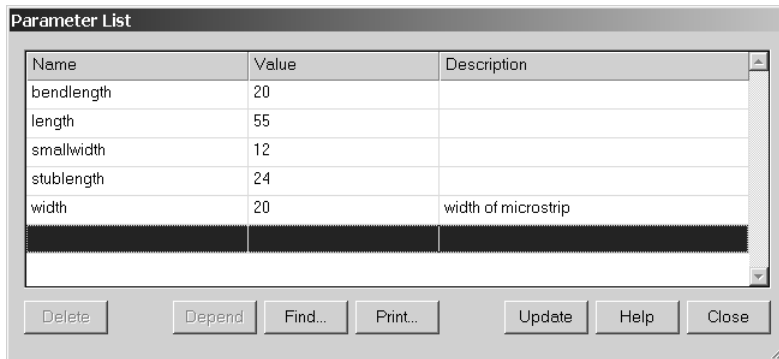 Parameter List
Name Value Description
bendlength 20
length 55
smallwidth 12
stublength 24
width 20 width of microstrip
Delete Depend Find... Print... Update Help Close